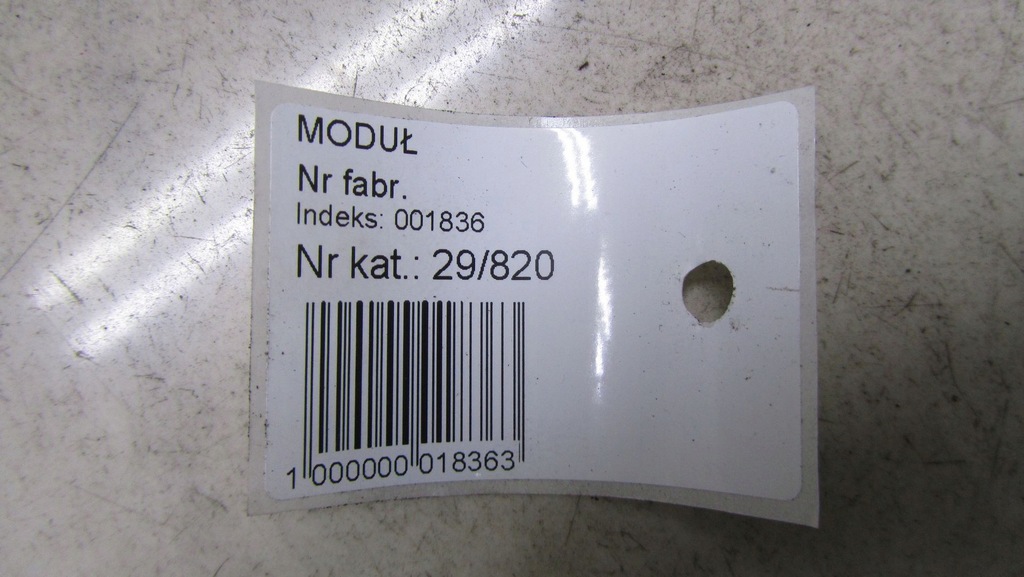 MODUŁ
Nr fabr.
Indeks: 001836
Nr kat.: 29/820
1 000000 018363